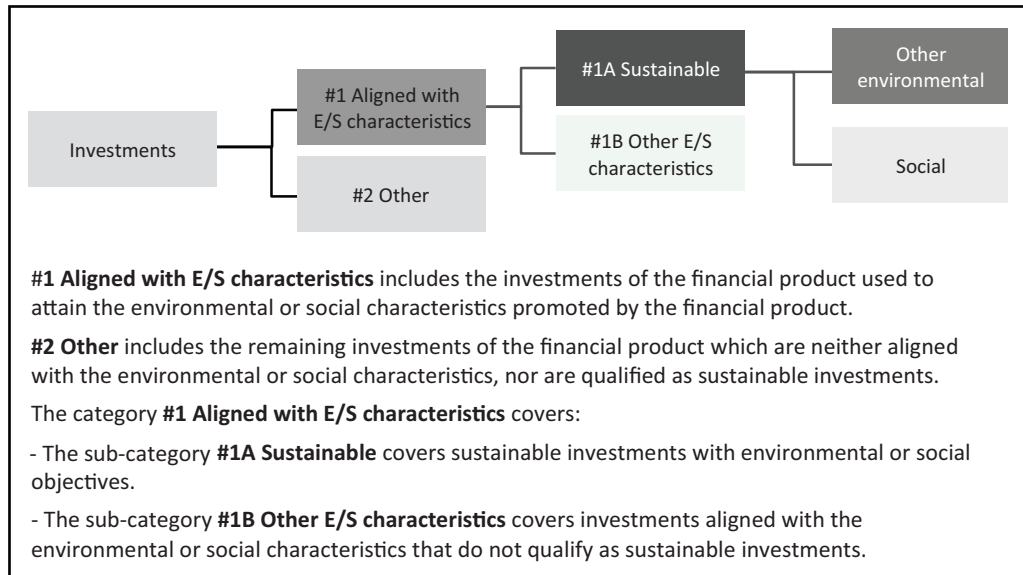 #1A Sustainable
Other
environmental
#1 Aligned with
E/S characteristics
Investments
#1B Other E/S
characteristics
Social
#2 Other
#1 Aligned with E/S characteristics includes the investments of the financial product used to
attain the environmental or social characteristics promoted by the financial product.
#2 Other includes the remaining investments of the financial product which are neither aligned
with the environmental or social characteristics, nor are qualified as sustainable investments.
The category #1 Aligned with E/S characteristics covers:
- The sub-category #1A Sustainable covers sustainable investments with environmental or social
objectives.
- The sub-category #1B Other E/S characteristics covers investments aligned with the
environmental or social characteristics that do not qualify as sustainable investments.